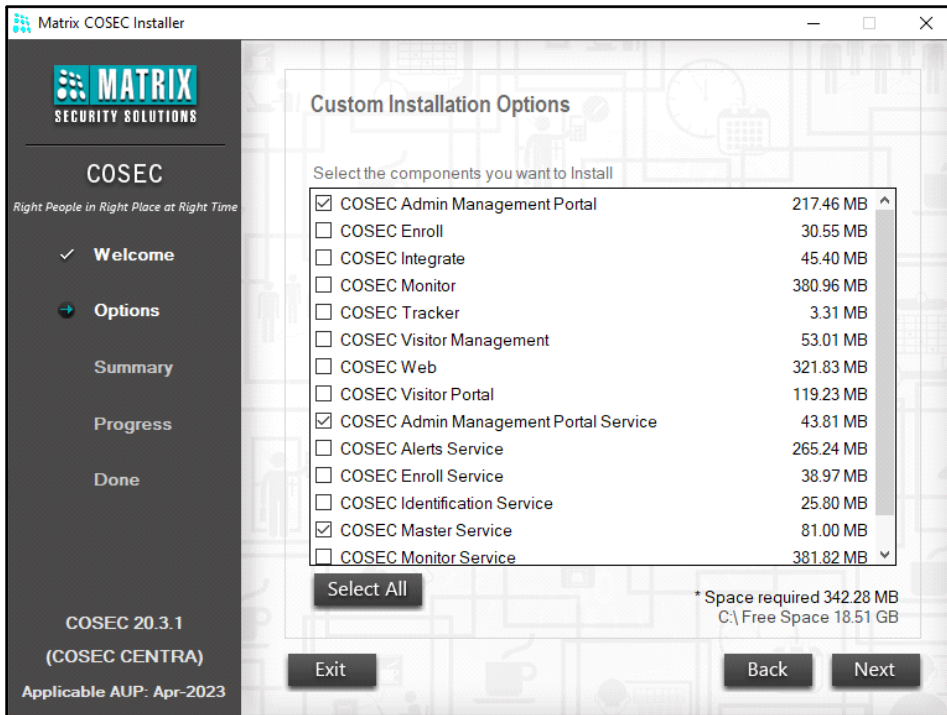 Matrix COSEC Installer
MATRIX
SECURITY SOLUTIONS
COSEC
Right People in Right Place at Right Time
Welcome
Options
Summary
Progress
Done
COSEC 20.3.1
(COSEC CENTRA)
Applicable AUP: Apr-2023
Custom Installation Options
Select the components you want to Install
COSEC Admin Management Portal 217.46 MB
COSEC Enroll 30.55 MB
COSEC Integrate 45.40 MB
COSEC Monitor 380.96 MB
COSEC Tracker 3.31 MB
COSEC Visitor Management 53.01 MB
COSEC Web 321.83 MB
COSEC Visitor Portal 119.23 MB
COSEC Admin Management Portal Service 43.81 MB
COSEC Alerts Service 265.24 MB
COSEC Enroll Service 38.97 MB
COSEC Identification Service 25.80 MB
COSEC Master Service 81.00 MB
COSEC Monitor Service 381.82 MB
Select All
* Space required 342.28 MB
C:\ Free Space 18.51 GB
Exit
Back
Next